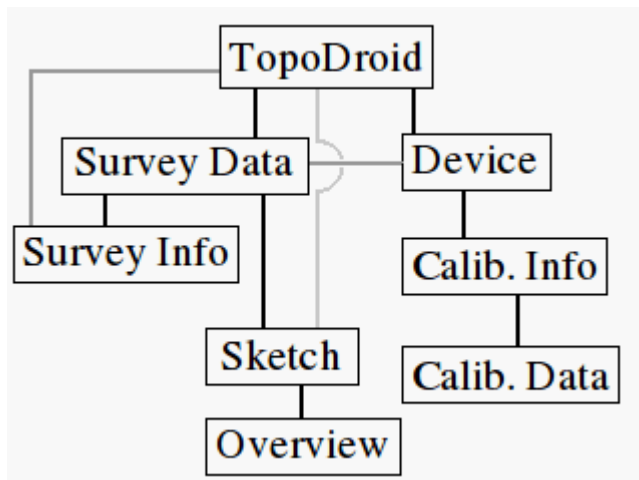 TopoDroid
Survey Data
Device
Survey Info
Calib. Info
Sketch
Calib. Data
Overview